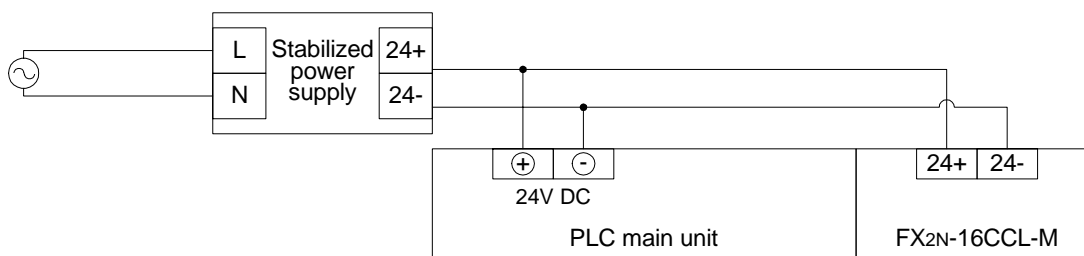 L
Stabilized
power
supply
24+
N
24-
+
-
24+
24-
24V DC
PLC main unit
FX2N-16CCL-M